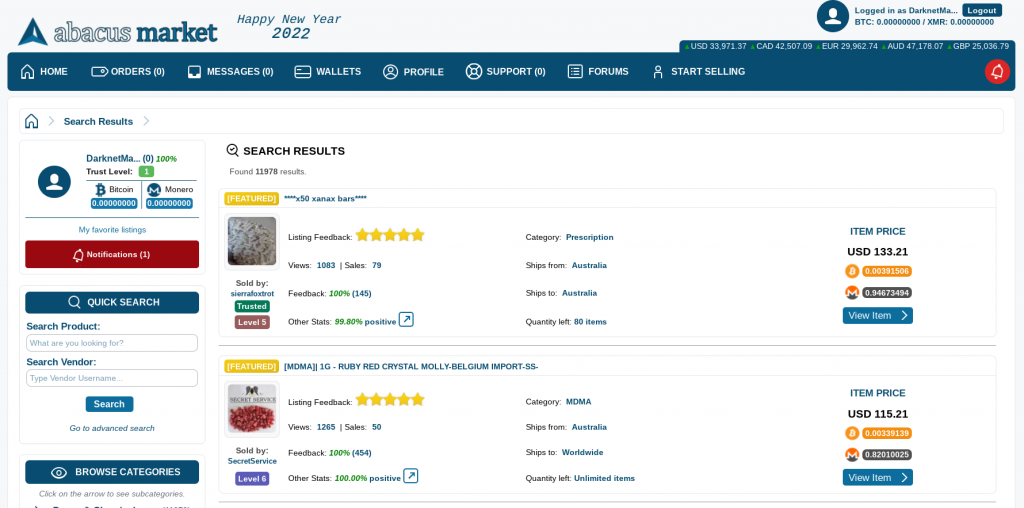 abacus market
Happy New Year
2022
Logged in as DarknetMa... Logout
BTC: 0.00000000 / XMR: 0.00000000
▲USD 33,971.37 ▲CAD 42,507.09 ▲EUR 29,962.74 ▲AUD 47,178.07 ▲GBP 25,036.79
HOME ORDERS (0) MESSAGES (0) WALLETS PROFILE SUPPORT (0) FORUMS START SELLING
Search Results
DarknetMa... (0) 100%
Trust Level: 1
Bitcoin Monero
0.00000000 0.00000000
My favorite listings
Notifications (1)
QUICK SEARCH
Search Product:
What are you looking for?
Search Vendor:
Type Vendor Username...
Search
Go to advanced search
BROWSE CATEGORIES
Click on the arrow to see subcategories.
SEARCH RESULTS
Found 11978 results.
[FEATURED] ****x50 xanax bars****
Listing Feedback:
Category: Prescription
Views: 1083 | Sales: 79
Ships from: Australia
Sold by:
sierrafoxtrot
Trusted
Level 5
Feedback: 100% (145)
Ships to: Australia
Other Stats: 99.80% positive
Quantity left: 80 items
ITEM PRICE
USD 133.21
0.00391506
0.94673494
View Item
[FEATURED] [MDMA]| 1G - RUBY RED CRYSTAL MOLLY-BELGIUM IMPORT-SS-
SECRET SERVICE
Listing Feedback:
Category: MDMA
Views: 1265 | Sales: 50
Ships from: Australia
Sold by:
SecretService
Level 6
Feedback: 100% (454)
Ships to: Worldwide
Other Stats: 100.00% positive
Quantity left: Unlimited items
ITEM PRICE
USD 115.21
0.00339139
0.82010025
View Item